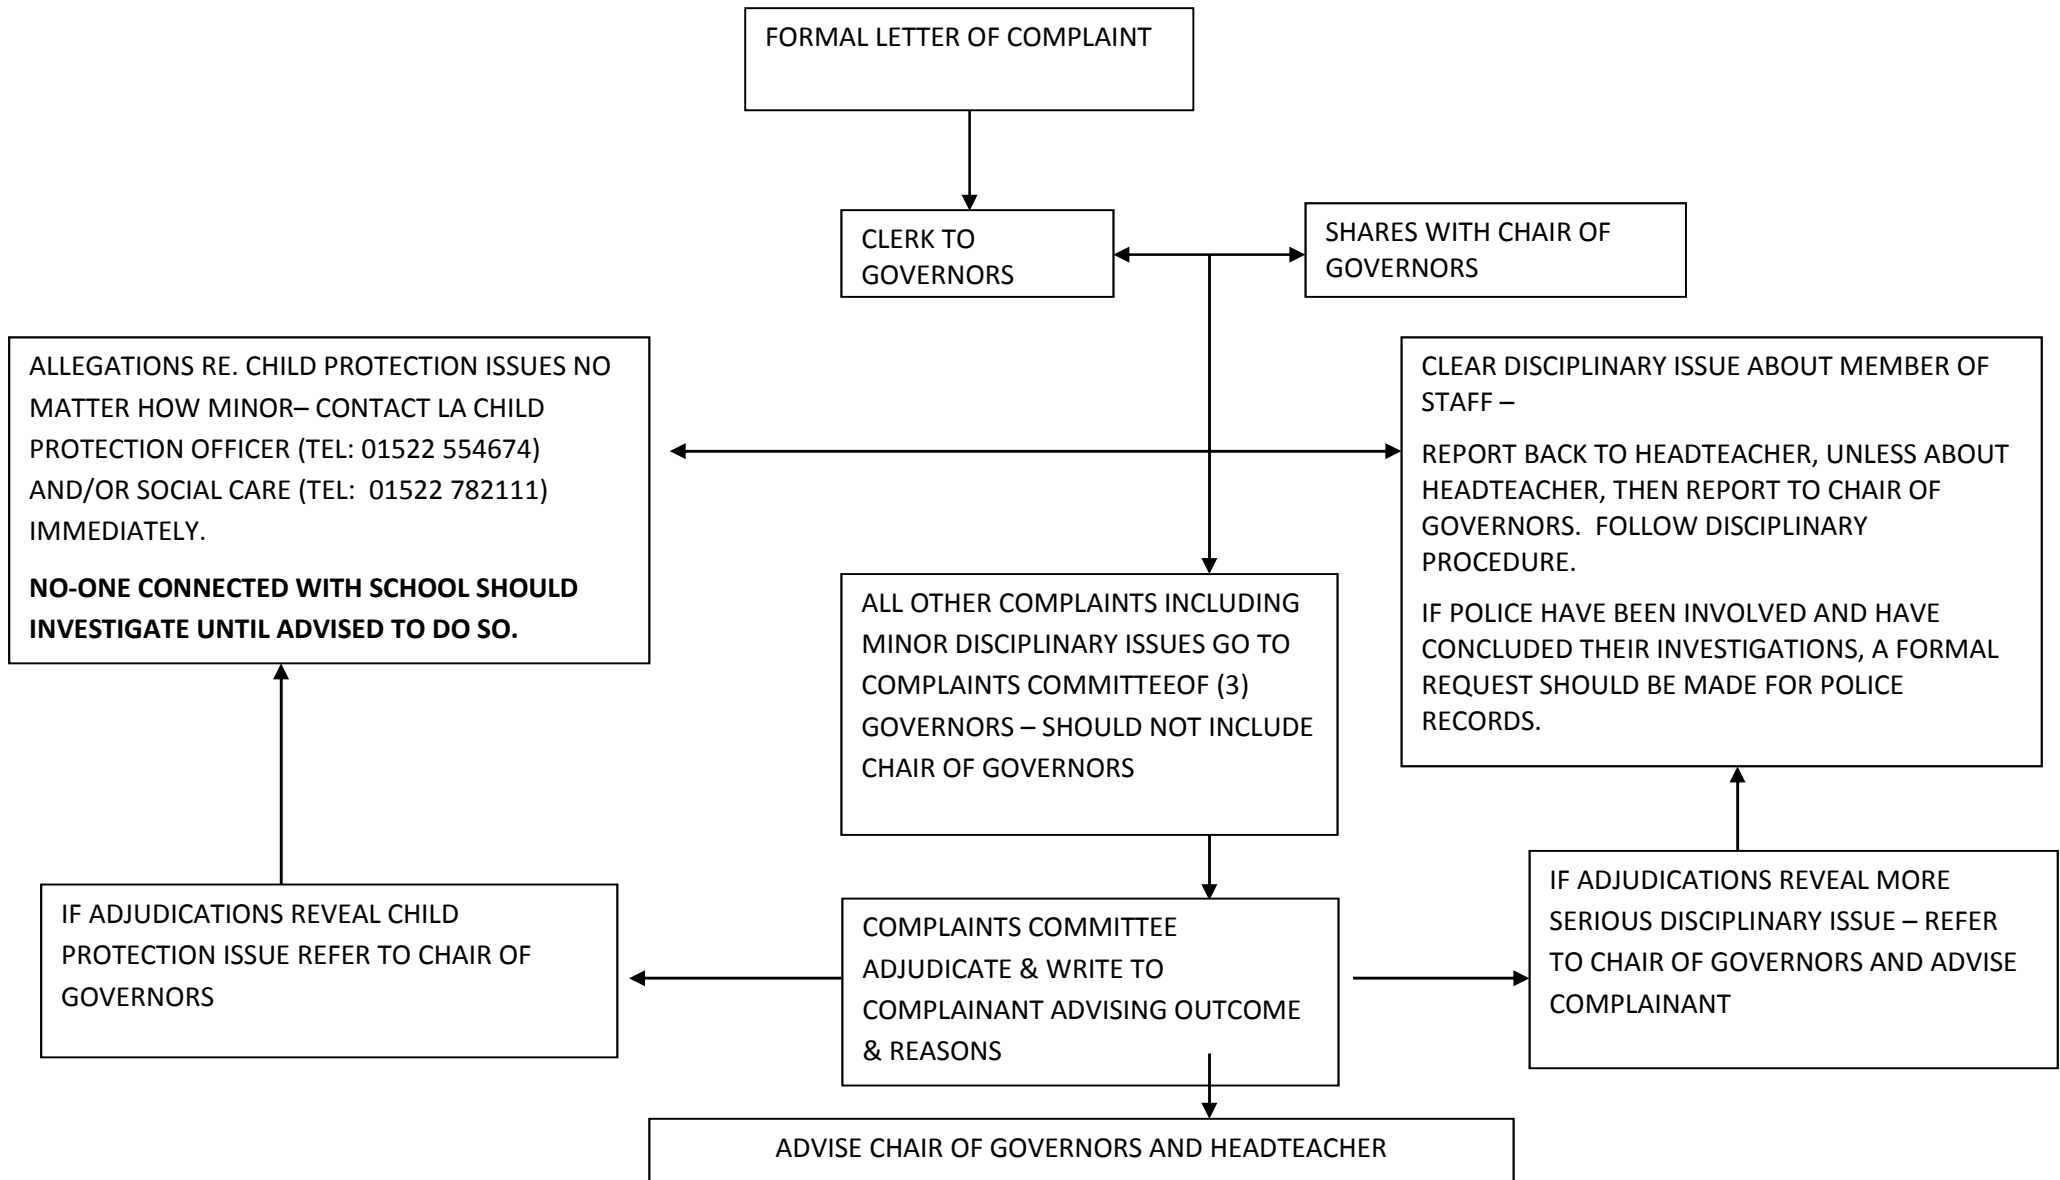 FORMAL LETTER OF COMPLAINT
CLERK TO
GOVERNORS
SHARES WITH CHAIR OF
GOVERNORS
ALLEGATIONS RE. CHILD PROTECTION ISSUES NO
MATTER HOW MINOR– CONTACT LA CHILD
PROTECTION OFFICER (TEL: 01522 554674)
AND/OR SOCIAL CARE (TEL:  01522 782111)
IMMEDIATELY.
NO-ONE CONNECTED WITH SCHOOL SHOULD
INVESTIGATE UNTIL ADVISED TO DO SO.
CLEAR DISCIPLINARY ISSUE ABOUT MEMBER OF
STAFF –
REPORT BACK TO HEADTEACHER, UNLESS ABOUT
HEADTEACHER, THEN REPORT TO CHAIR OF
GOVERNORS.  FOLLOW DISCIPLINARY
PROCEDURE.
IF POLICE HAVE BEEN INVOLVED AND HAVE
CONCLUDED THEIR INVESTIGATIONS, A FORMAL
REQUEST SHOULD BE MADE FOR POLICE
RECORDS.
ALL OTHER COMPLAINTS INCLUDING
MINOR DISCIPLINARY ISSUES GO TO
COMPLAINTS COMMITTEEOF (3)
GOVERNORS – SHOULD NOT INCLUDE
CHAIR OF GOVERNORS
IF ADJUDICATIONS REVEAL CHILD
PROTECTION ISSUE REFER TO CHAIR OF
GOVERNORS
COMPLAINTS COMMITTEE
ADJUDICATE & WRITE TO
COMPLAINANT ADVISING OUTCOME
& REASONS
IF ADJUDICATIONS REVEAL MORE
SERIOUS DISCIPLINARY ISSUE – REFER
TO CHAIR OF GOVERNORS AND ADVISE
COMPLAINANT
ADVISE CHAIR OF GOVERNORS AND HEADTEACHER